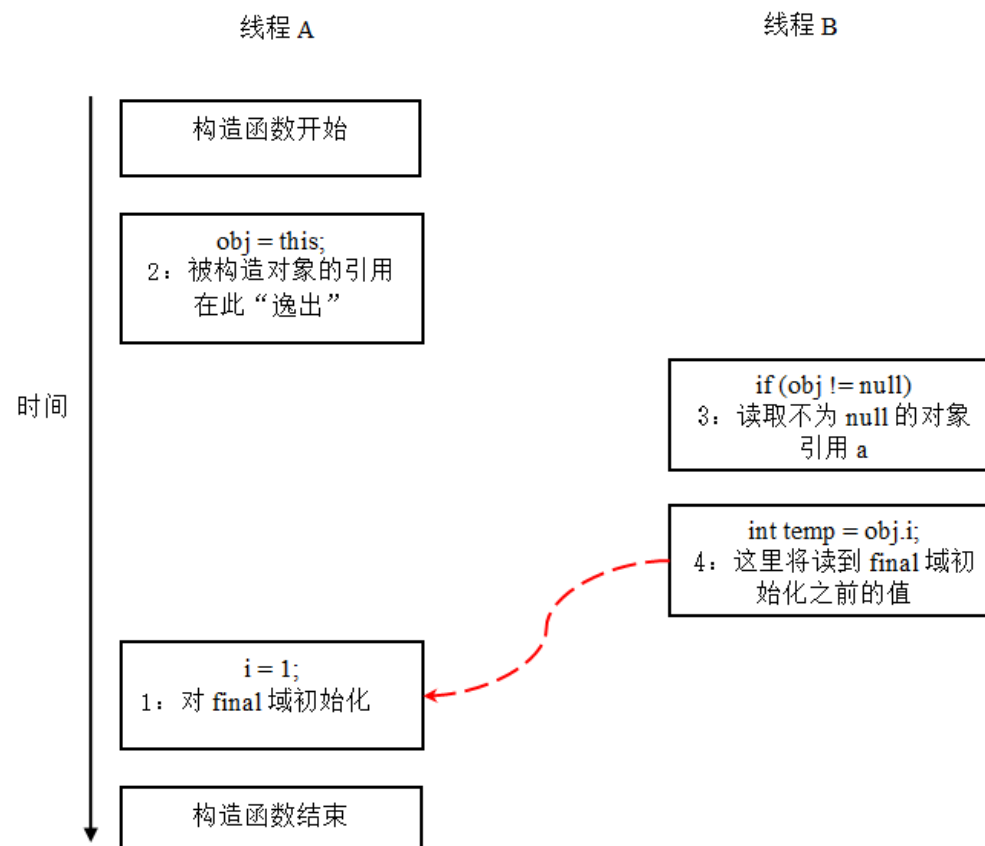 线程 A
线程 B
构造函数开始
obj = this;
2：被构造对象的引用
在此“逸出”
时间
if (obj != null)
3：读取不为 null 的对象
引用 a
int temp = obj.i;
4：这里将读到 final 域初
始化之前的值
i = 1;
1：对 final 域初始化
构造函数结束